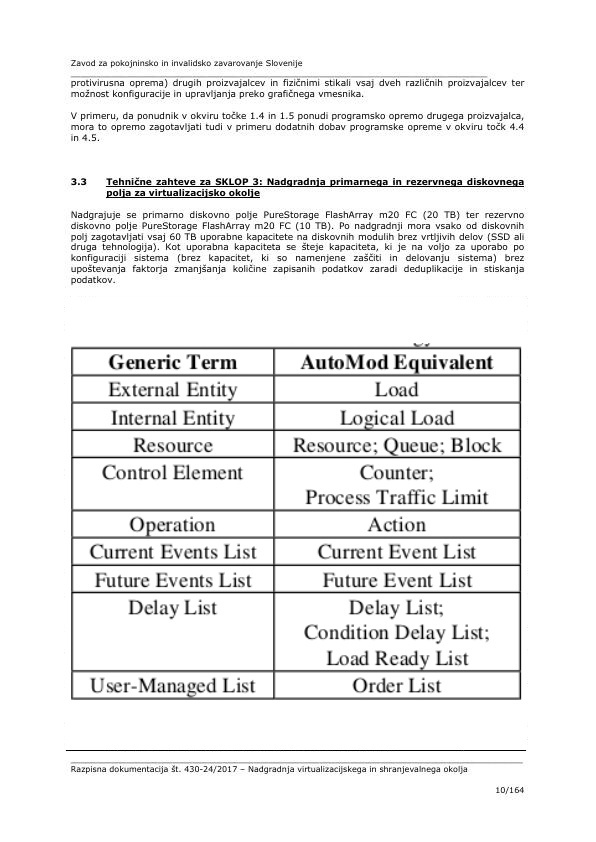 Zavod za pokojninsko in invalidsko zavarovanje Slovenije
protivirusna oprema) drugih proizvajalcev in fizičnimi stikali vsaj dveh različnih proizvajalcev ter
možnost konfiguracije in upravljanja preko grafičnega vmesnika.
V primeru, da ponudnik v okviru točke 1.4 in 1.5 ponudi programsko opremo drugega proizvajalca,
mora to opremo zagotavljati tudi v primeru dodatnih dobav programske opreme v okviru točk 4.4
in 4.5.
3.3 Tehnične zahteve za SKLOP 3: Nadgradnja primarnega in rezervnega diskovnega
polja za virtualizacijsko okolje
Nadgrajuje se primarno diskovno polje PureStorage FlashArray m20 FC (20 TB) ter rezervno
diskovno polje PureStorage FlashArray m20 FC (10 TB). Po nadgradnji mora vsako od diskovnih
polj zagotavljati vsaj 60 TB uporabne kapacitete na diskovnih modulih brez vrtljivih delov (SSD ali
druga tehnologija). Kot uporabna kapaciteta se šteje kapaciteta, ki je na voljo za uporabo po
konfiguraciji sistema (brez kapacitet, ki so namenjene zaščiti in delovanju sistema) brez
upoštevanja faktorja zmanjšanja količine zapisanih podatkov zaradi deduplikacije in stiskanja
podatkov.
Generic Term AutoMod Equivalent
External Entity Load
Internal Entity Logical Load
Resource Resource; Queue; Block
Control Element Counter;
Process Traffic Limit
Operation Action
Current Events List Current Event List
Future Events List Future Event List
Delay List Delay List;
Condition Delay List;
Load Ready List
User-Managed List Order List
Razpisna dokumentacija št. 430-24/2017 – Nadgradnja virtualizacijskega in shranjevalnega okolja
10/164